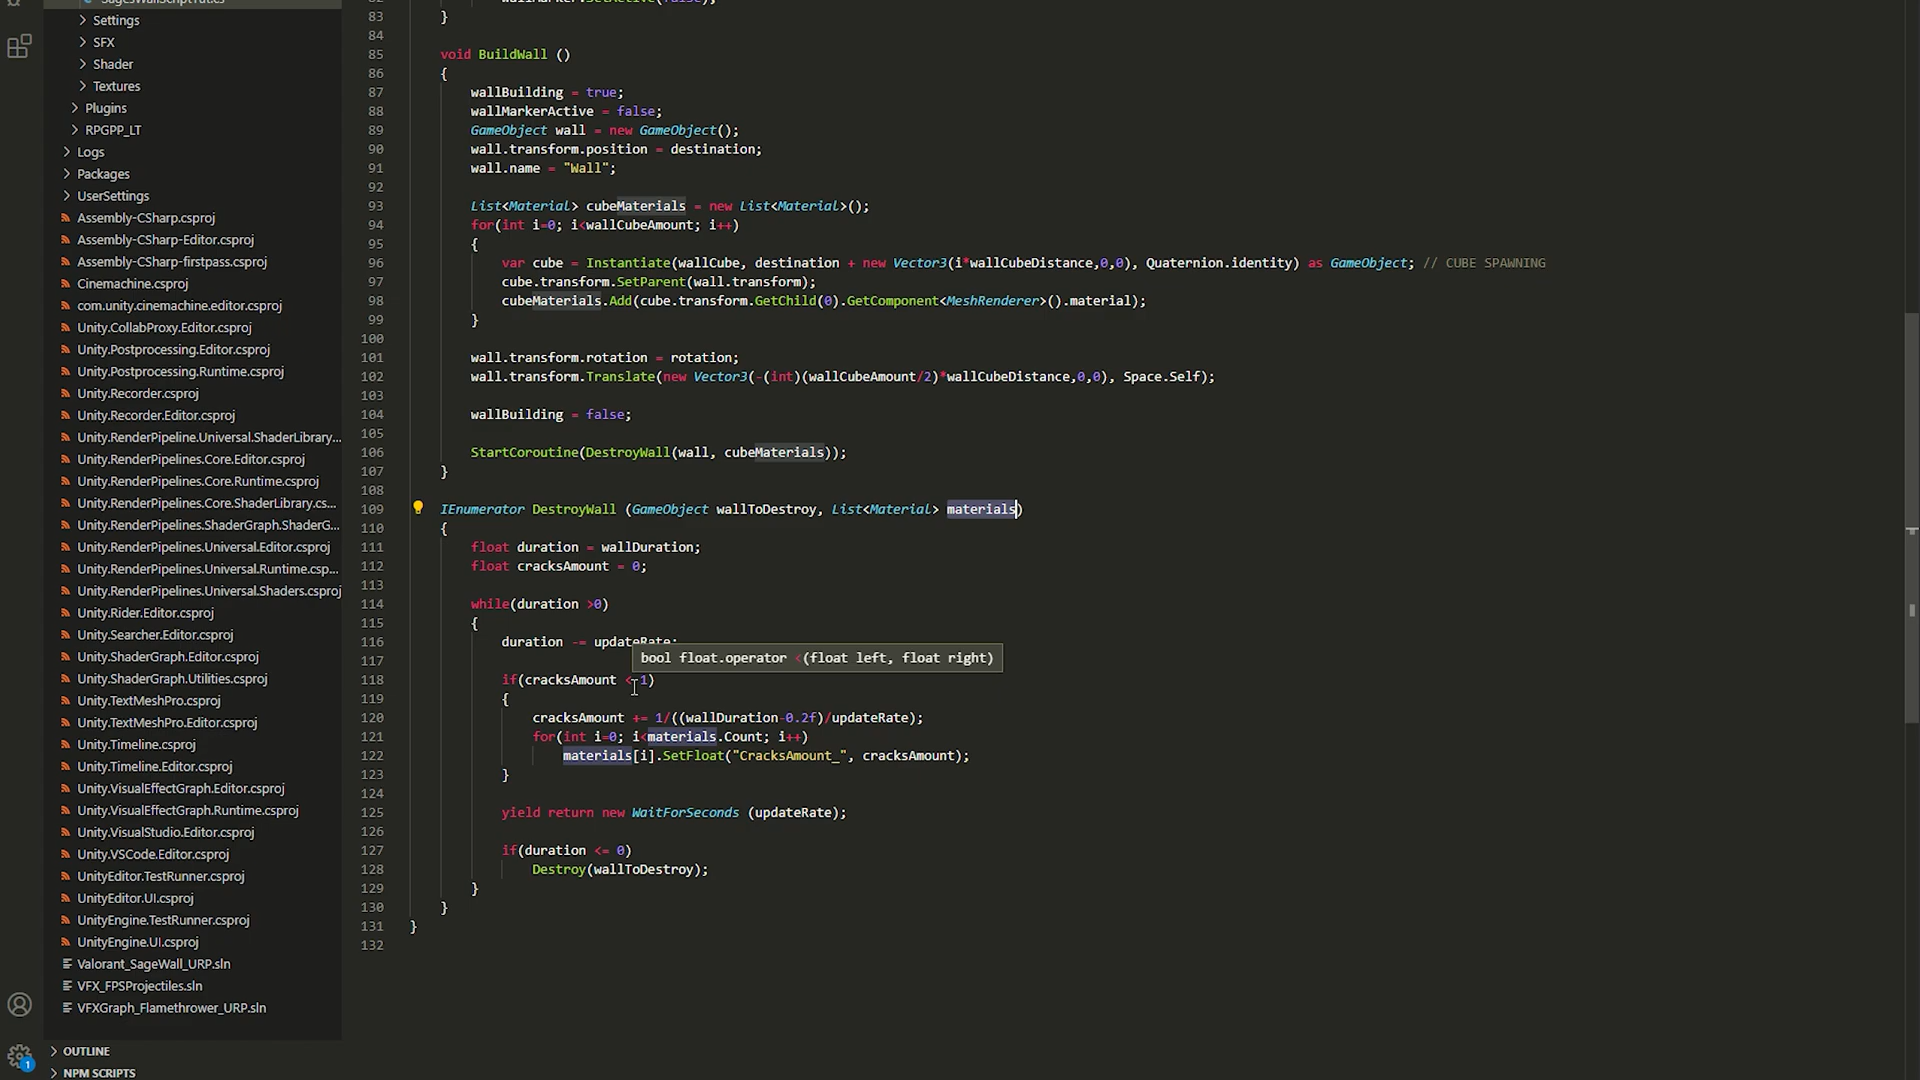 SagesWallScriptTut.cs
Settings
SFX
Shader
Textures
Plugins
RPGPP_LT
Logs
Packages
UserSettings
Assembly-CSharp.csproj
Assembly-CSharp-Editor.csproj
Assembly-CSharp-firstpass.csproj
Cinemachine.csproj
com.unity.cinemachine.editor.csproj
Unity.CollabProxy.Editor.csproj
Unity.Postprocessing.Editor.csproj
Unity.Postprocessing.Runtime.csproj
Unity.Recorder.csproj
Unity.Recorder.Editor.csproj
Unity.RenderPipeline.Universal.ShaderLibrary...
Unity.RenderPipelines.Core.Editor.csproj
Unity.RenderPipelines.Core.Runtime.csproj
Unity.RenderPipelines.Core.ShaderLibrary.cs...
Unity.RenderPipelines.ShaderGraph.ShaderG...
Unity.RenderPipelines.Universal.Editor.csproj
Unity.RenderPipelines.Universal.Runtime.csp...
Unity.RenderPipelines.Universal.Shaders.csproj
Unity.Rider.Editor.csproj
Unity.Searcher.Editor.csproj
Unity.ShaderGraph.Editor.csproj
Unity.ShaderGraph.Utilities.csproj
Unity.TextMeshPro.csproj
Unity.TextMeshPro.Editor.csproj
Unity.Timeline.csproj
Unity.Timeline.Editor.csproj
Unity.VisualEffectGraph.Editor.csproj
Unity.VisualEffectGraph.Runtime.csproj
Unity.VisualStudio.Editor.csproj
Unity.VSCode.Editor.csproj
UnityEditor.TestRunner.csproj
UnityEditor.UI.csproj
UnityEngine.TestRunner.csproj
UnityEngine.UI.csproj
Valorant_SageWall_URP.sln
VFX_FPSProjectiles.sln
VFXGraph_Flamethrower_URP.sln
1
OUTLINE
NPM SCRIPTS
82 wallMarker.SetActive(false);
83 }
84
85 void BuildWall ()
86 {
87 wallBuilding = true;
88 wallMarkerActive = false;
89 GameObject wall = new GameObject();
90 wall.transform.position = destination;
91 wall.name = "Wall";
92
93 List<Material> cubeMaterials = new List<Material>();
94 for(int i=0; i<wallCubeAmount; i++)
95 {
96 var cube = Instantiate(wallCube, destination + new Vector3(i*wallCubeDistance,0,0), Quaternion.identity) as GameObject; // CUBE SPAWNING
97 cube.transform.SetParent(wall.transform);
98 cubeMaterials.Add(cube.transform.GetChild(0).GetComponent<MeshRenderer>().material);
99 }
100
101 wall.transform.rotation = rotation;
102 wall.transform.Translate(new Vector3(-(int)(wallCubeAmount/2)*wallCubeDistance,0,0), Space.Self);
103
104 wallBuilding = false;
105
106 StartCoroutine(DestroyWall(wall, cubeMaterials));
107 }
108
109 IEnumerator DestroyWall (GameObject wallToDestroy, List<Material> materials)
110 {
111 float duration = wallDuration;
112 float cracksAmount = 0;
113
114 while(duration >0)
115 {
116 duration -= updateRate;
bool float.operator <(float left, float right)
117
118 if(cracksAmount < 1)
119 {
120 cracksAmount += 1/((wallDuration-0.2f)/updateRate);
121 for(int i=0; i<materials.Count; i++)
122 materials[i].SetFloat("CracksAmount_", cracksAmount);
123 }
124
125 yield return new WaitForSeconds (updateRate);
126
127 if(duration <= 0)
128 Destroy(wallToDestroy);
129 }
130 }
131 }
132